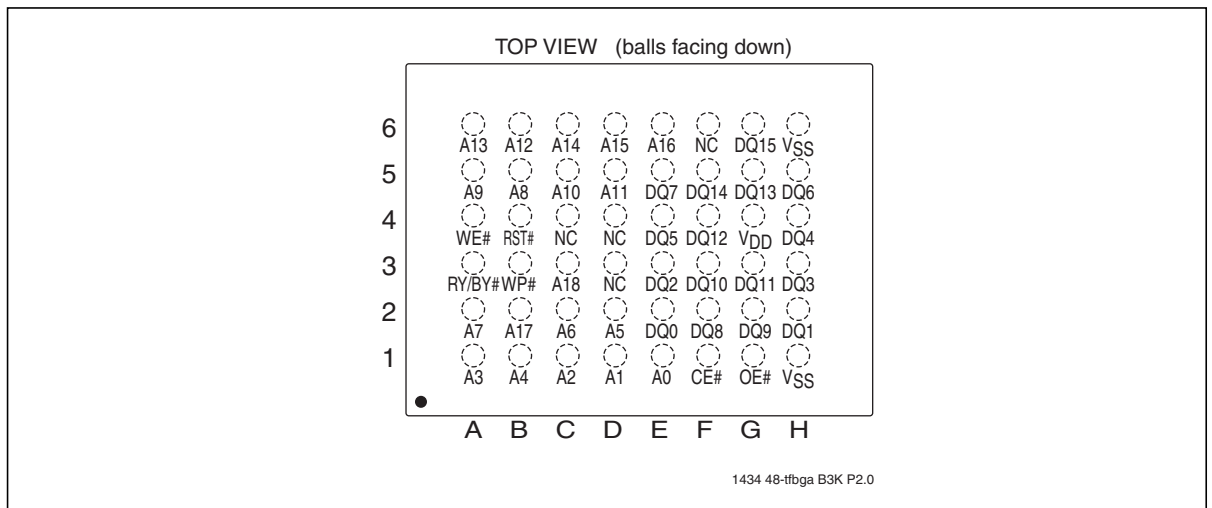 TOP VIEW (balls facing down)
6
A13 A12 A14 A15 A16 NC DQ15 VSS
5
A9 A8 A10 A11 DQ7 DQ14 DQ13 DQ6
4
WE# RST# NC NC DQ5 DQ12 VDD DQ4
3
RY/BY# WP# A18 NC DQ2 DQ10 DQ11 DQ3
2
A7 A17 A6 A5 DQ0 DQ8 DQ9 DQ1
1
A3 A4 A2 A1 A0 CE# OE# VSS
A B C D E F G H
1434 48-tfbga B3K P2.0